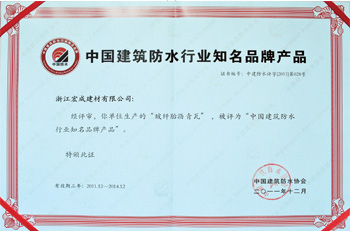 中国建筑防水行业知名品牌产品
浙江宏成建材有限公司：
经评审，你单位生产的“玻纤胎沥青瓦”，被评为“中国建筑防水
行业知名品牌产品”。
特颁此证
有效期三年：2011.12—2014.12
中国建筑防水协会
二〇一一年十二月